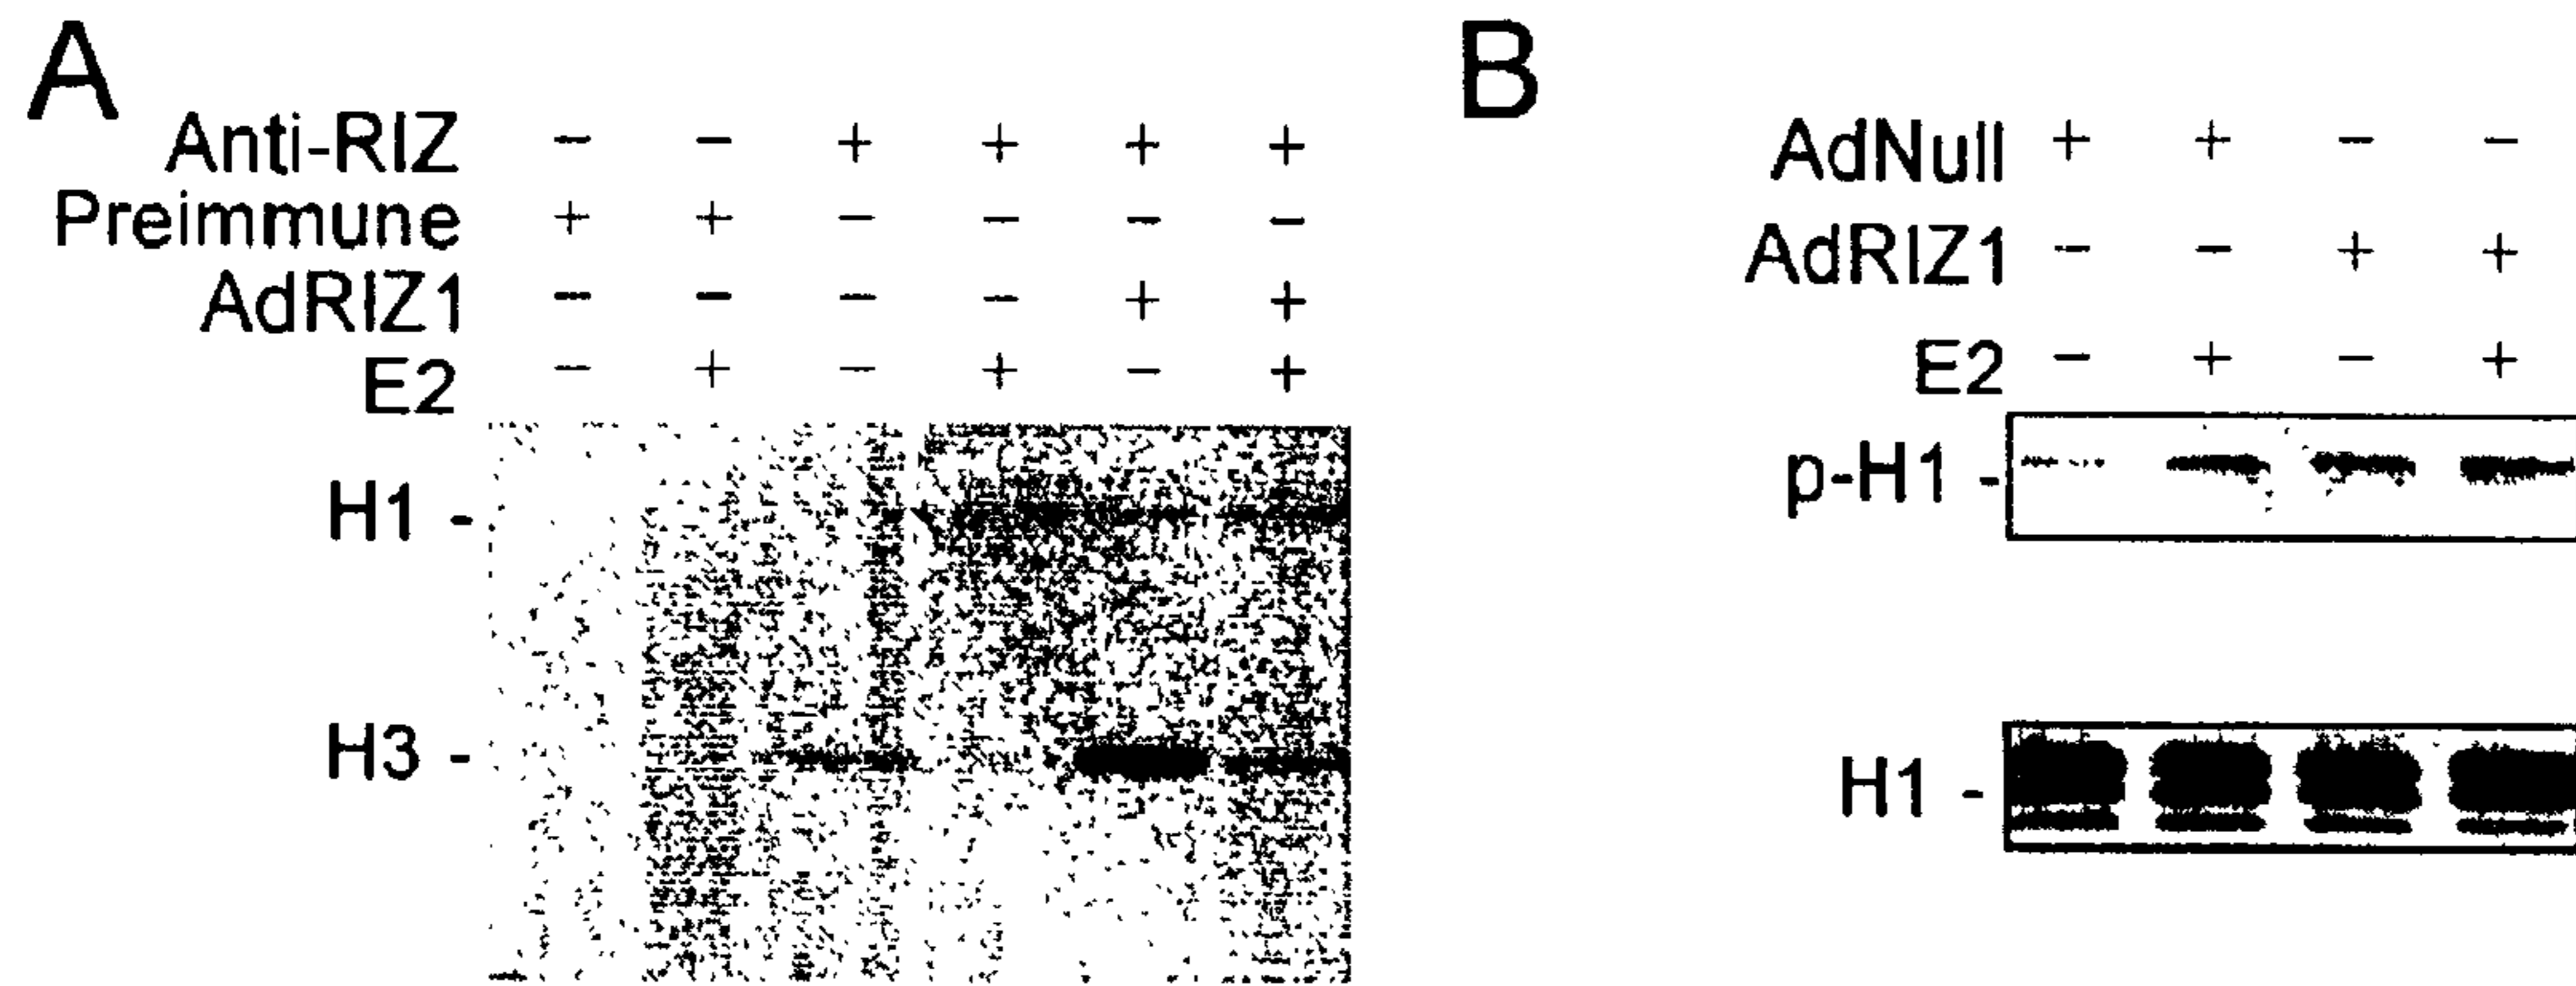 A
Anti-RIZ − − + + + +
Preimmune + + − − − −
AdRIZ1 − − − − + +
E2 − + − + − +
H1 -
H3 -
B
AdNull + + − −
AdRIZ1 − − + +
E2 − + − +
p-H1 -
H1 -